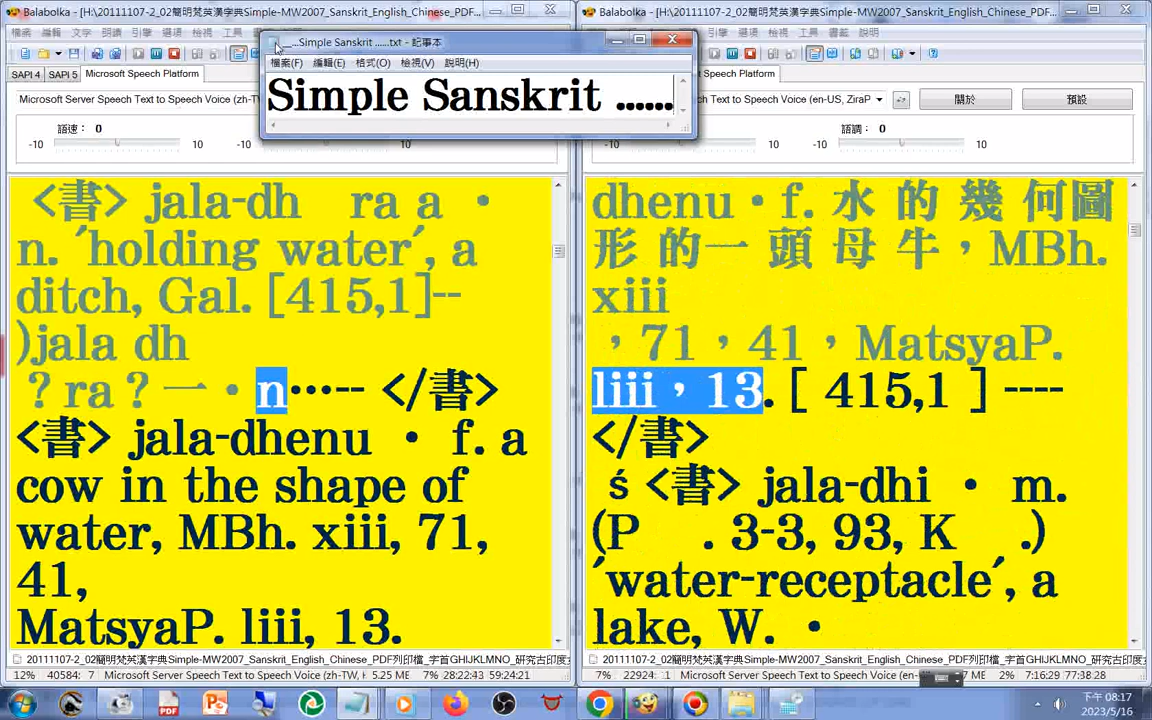 Balabolka - [H:\20111107-2_02簡明梵英漢字典Simple-MW2007_Sanskrit_English_Chinese_PDF...
Balabolka - [H:\20111107-2_02簡明梵英漢字典Simple-MW2007_Sanskrit_English_Chinese_PDF...
檔案 編輯 文字 朗讀
選項 檢視 工具
SAPI 4 SAPI 5 Microsoft Speech Platform
Speech Platform
__...Simple Sanskrit ......txt - 記事本
檔案(F) 編輯(E) 格式(O) 檢視(V) 說明(H)
Simple Sanskrit ......
Microsoft Server Speech Text to Speech Voice (zh-TW
Microsoft Server Speech Text to Speech Voice (en-US, ZiraP
關於
預設
語速： 0
-10 10
10
語調： 0
-10 10
-10 10
<書> jala-dh ra a •
n. 'holding water', a
ditch, Gal. [415,1]--
)jala dh
？ra？一•n…-- </書>
<書> jala-dhenu • f. a
cow in the shape of
water, MBh. xiii, 71,
41,
MatsyaP. liii, 13.
dhenu • f. 水 的 幾 何圖
形 的一 頭 母 牛，MBh.
xiii
，71，41，MatsyaP.
liii，13. [ 415,1 ] ----
</書>
ś <書> jala-dhi • m.
(P . 3-3, 93, K .)
'water-receptacle', a
lake, W. •
20111107-2_02簡明梵英漢字典Simple-MW2007_Sanskrit_English_Chinese_PDF列印檔_字首GHIJKLMNO_研究古印度
20111107-2_02簡明梵英漢字典Simple-MW2007_Sanskrit_English_Chinese_PDF列印檔_字首GHIJKLMNO_研究古印度
12% 40584: 7 Microsoft Server Speech Text to Speech Voice (zh-TW, 5.25 ME 7% 28:22:43 59:24:21
7% 22924: Microsoft Server Speech Text to Speech Voice 2% 7:16:29 77:38:28
下午 08:17
2023/5/16